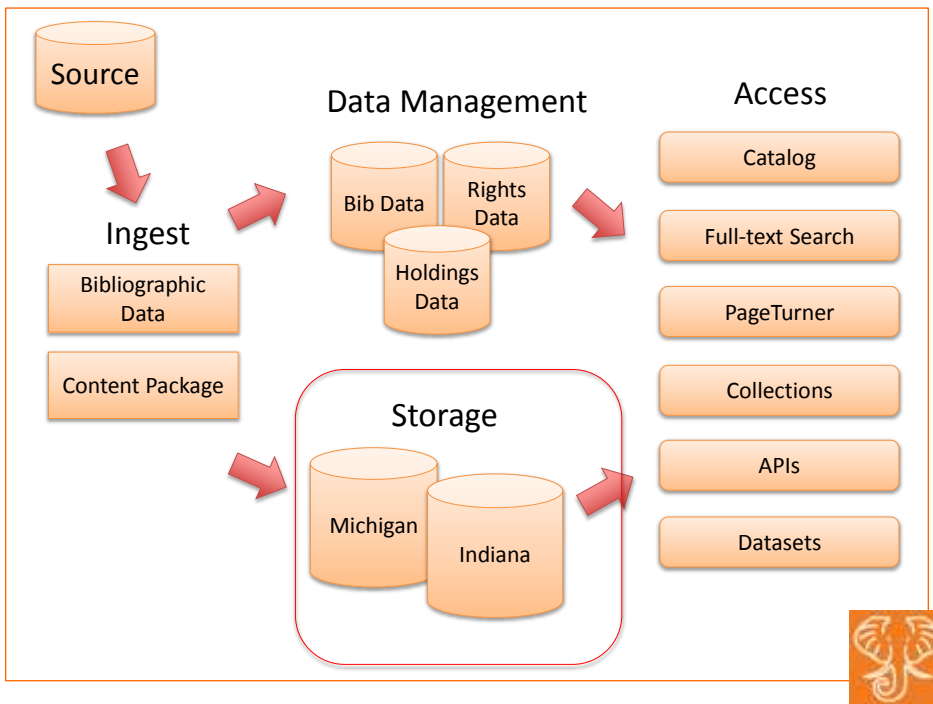 Source
Ingest
Bibliographic
Data
Content Package
Data Management
Bib Data
Rights
Data
Holdings
Data
Storage
Michigan
Indiana
Access
Catalog
Full-text Search
PageTurner
Collections
APIs
Datasets